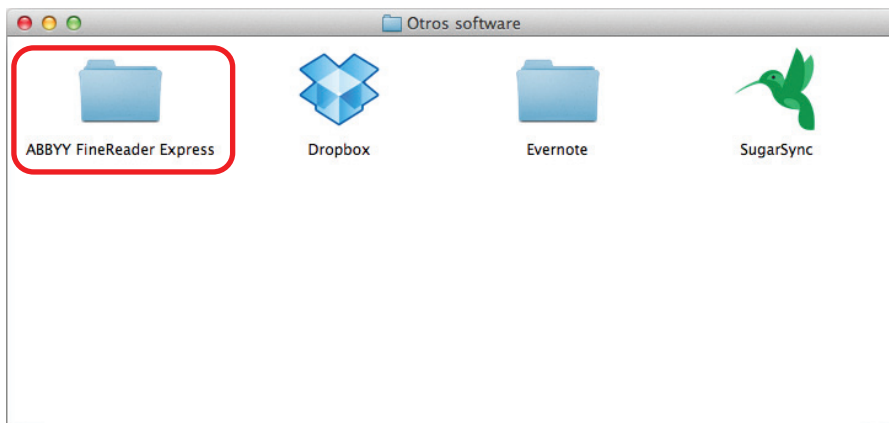 Otros software
ABBYY FineReader Express
Dropbox
Evernote
SugarSync